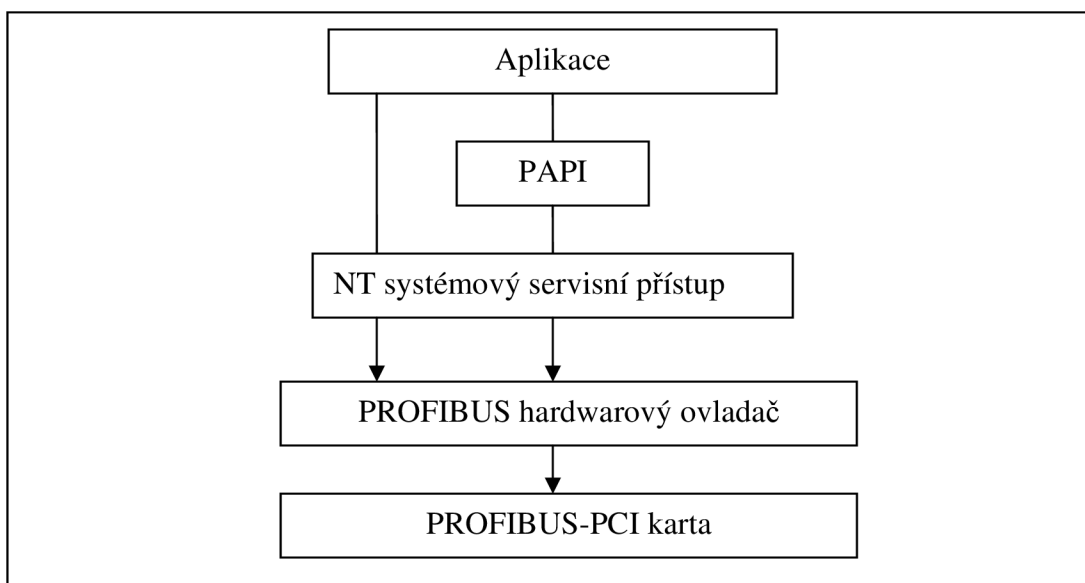 Aplikace
PAPI
NT systémový servisní přístup
PROFIBUS hardwarový ovladač
PROFIBUS-PCI karta